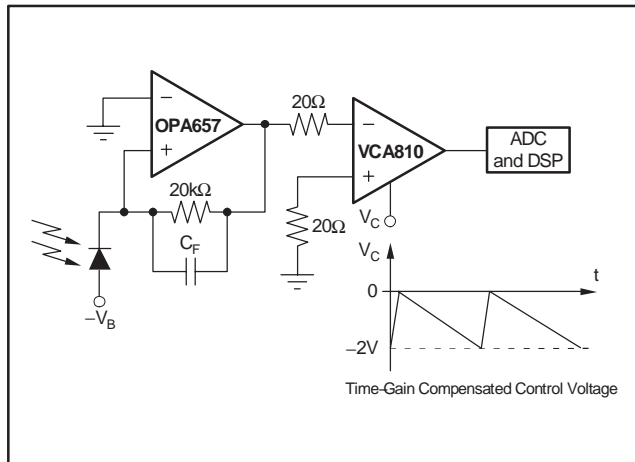 −
OPA657
+
20Ω
−
VCA810
+
ADC
and DSP
20kΩ
C_F
20Ω
V_C
−V_B
V_C
t
0
−2V
Time−Gain Compensated Control Voltage